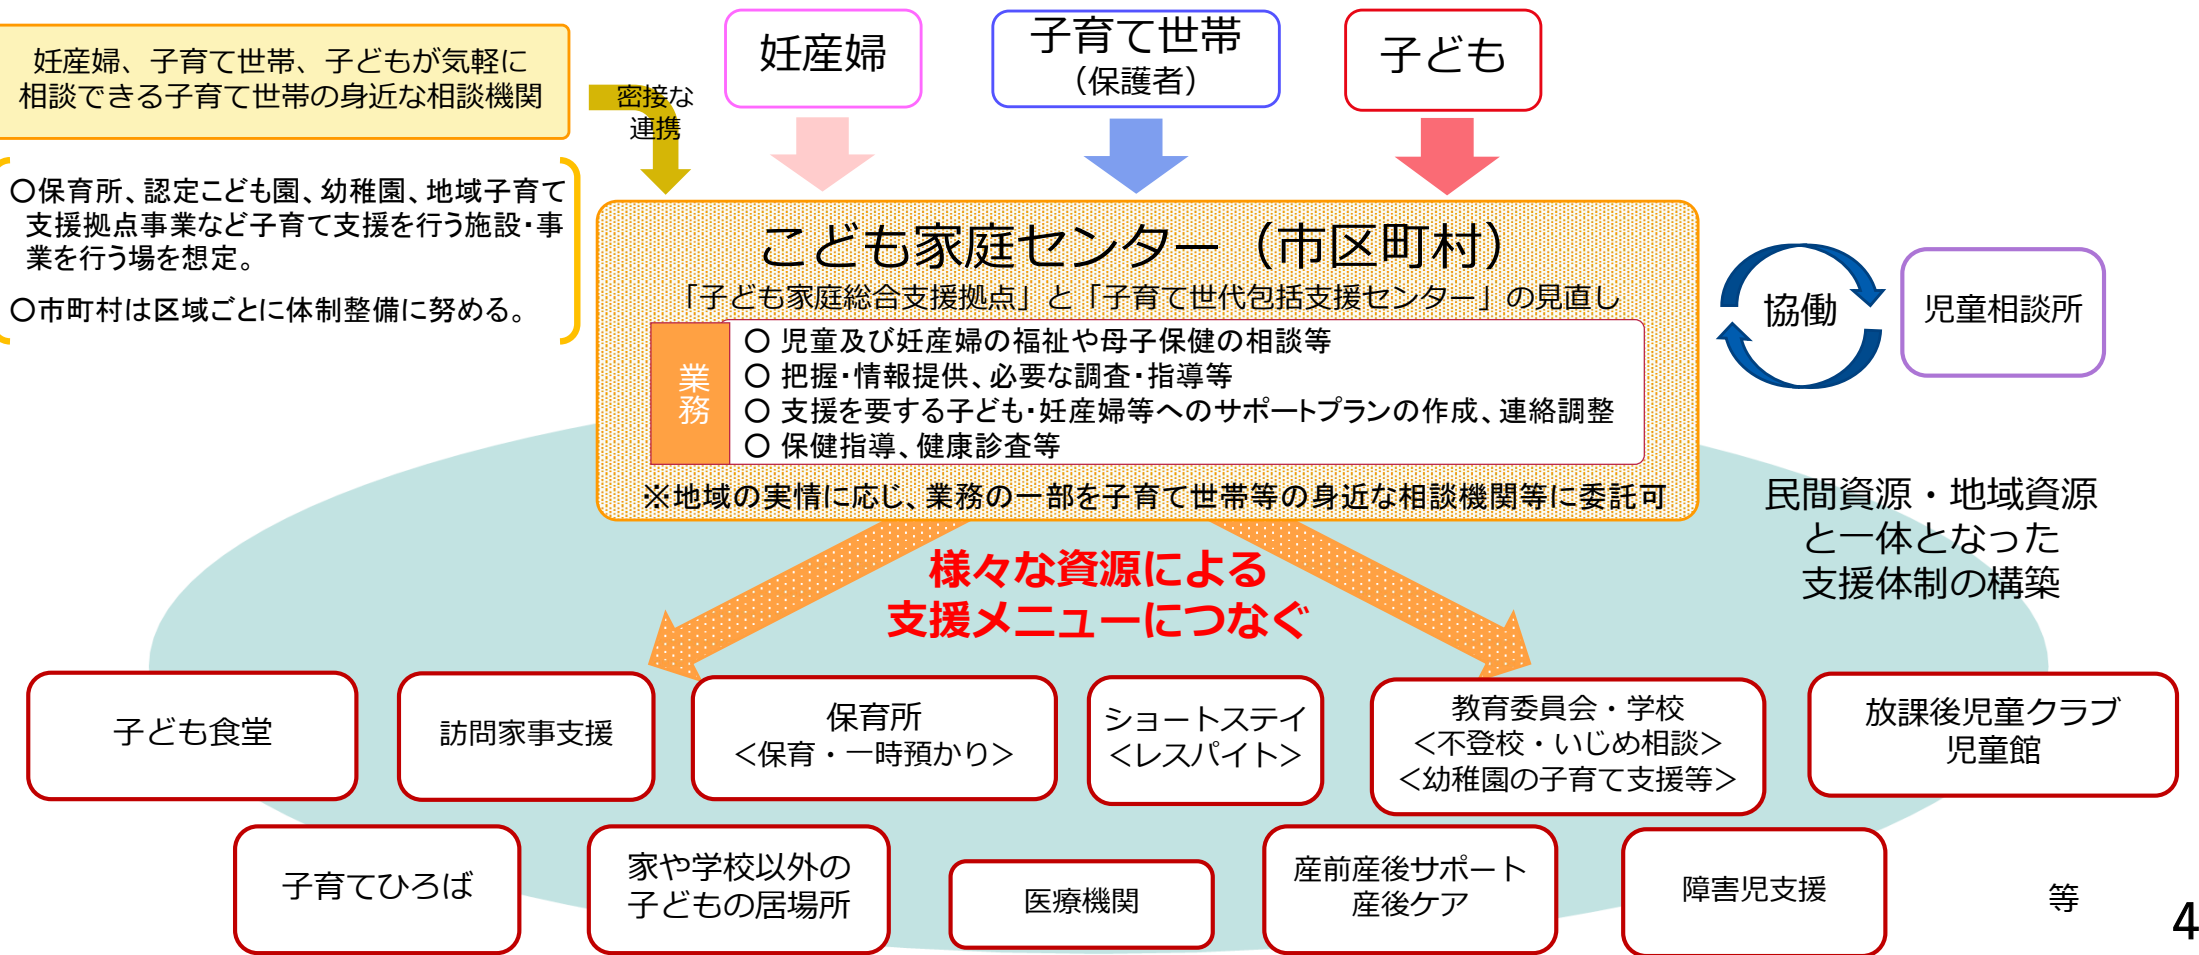 妊産婦、子育て世帯、子どもが気軽に
相談できる子育て世帯の身近な相談機関
〇保育所、認定こども園、幼稚園、地域子育て
支援拠点事業など子育て支援を行う施設・事
業を行う場を想定。
〇市町村は区域ごとに体制整備に努める。
密接な
連携
妊産婦
子育て世帯
（保護者）
子ども
こども家庭センター（市区町村）
「子ども家庭総合支援拠点」と「子育て世代包括支援センター」の見直し
業務
〇 児童及び妊産婦の福祉や母子保健の相談等
〇 把握・情報提供、必要な調査・指導等
〇 支援を要する子ども・妊産婦等へのサポートプランの作成、連絡調整
〇 保健指導、健康診査等
※地域の実情に応じ、業務の一部を子育て世帯等の身近な相談機関等に委託可
協働
児童相談所
民間資源・地域資源
と一体となった
支援体制の構築
様々な資源による
支援メニューにつなぐ
子ども食堂
訪問家事支援
保育所
＜保育・一時預かり＞
ショートステイ
＜レスパイト＞
教育委員会・学校
＜不登校・いじめ相談＞
＜幼稚園の子育て支援等＞
放課後児童クラブ
児童館
子育てひろば
家や学校以外の
子どもの居場所
医療機関
産前産後サポート
産後ケア
障害児支援
等
4